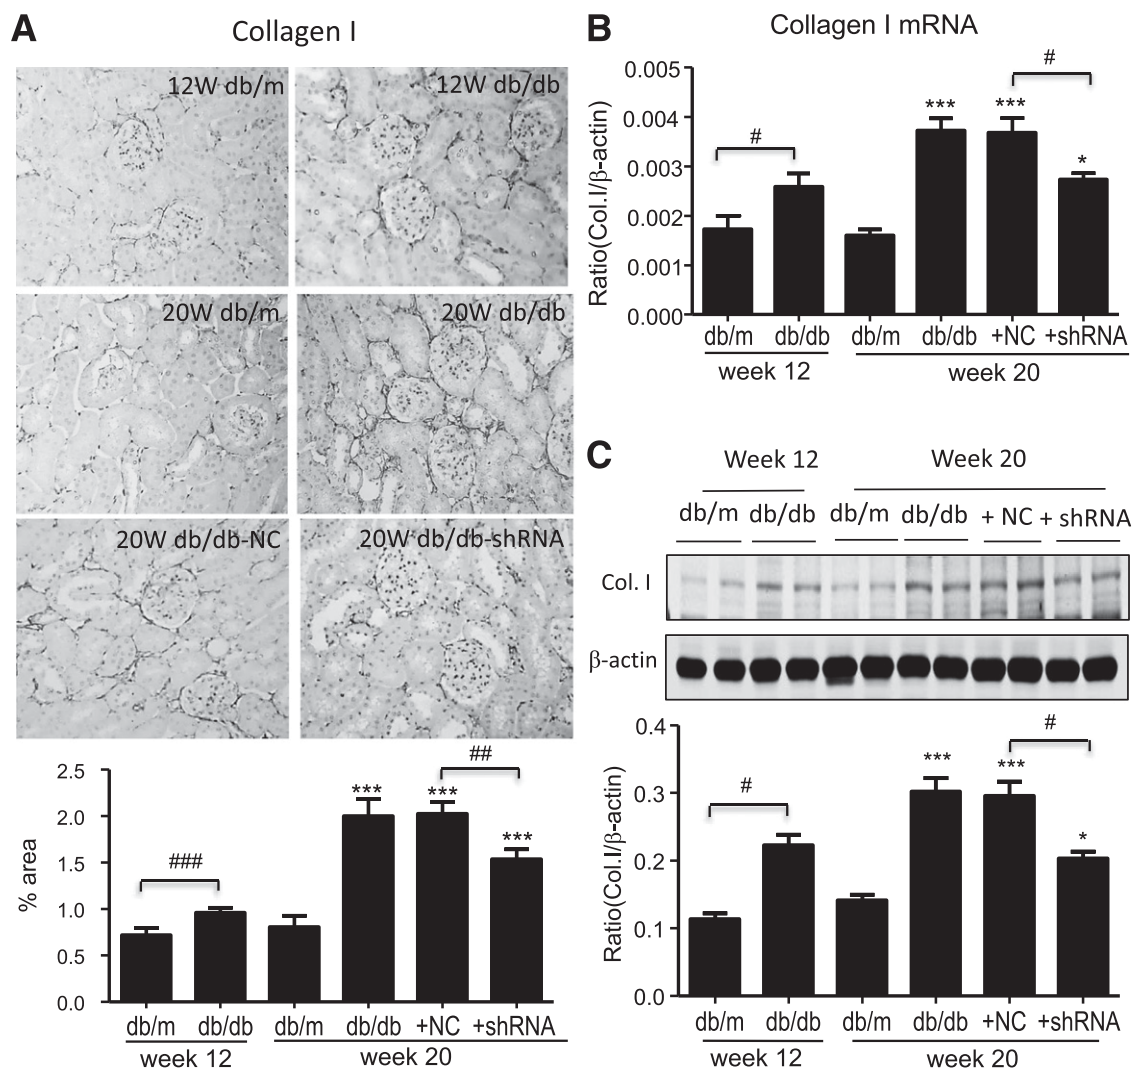 A
Collagen I
12W db/m
12W db/db
20W db/m
20W db/db
20W db/db-NC
20W db/db-shRNA
% area
2.5
2.0
1.5
1.0
0.5
0.0
###
***
***
##
***
db/m
db/db
db/m
db/db
+NC
+shRNA
week 12
week 20
B
Collagen I mRNA
Ratio(Col.I/β-actin)
0.005
0.004
0.003
0.002
0.001
0.000
#
***
***
#
*
db/m
db/db
db/m
db/db
+NC
+shRNA
week 12
week 20
C
Week 12
Week 20
db/m
db/db
db/m
db/db
+ NC
+ shRNA
Col. I
β-actin
Ratio(Col.I/β-actin)
0.4
0.3
0.2
0.1
0.0
#
***
***
#
*
db/m
db/db
db/m
db/db
+NC
+shRNA
week 12
week 20